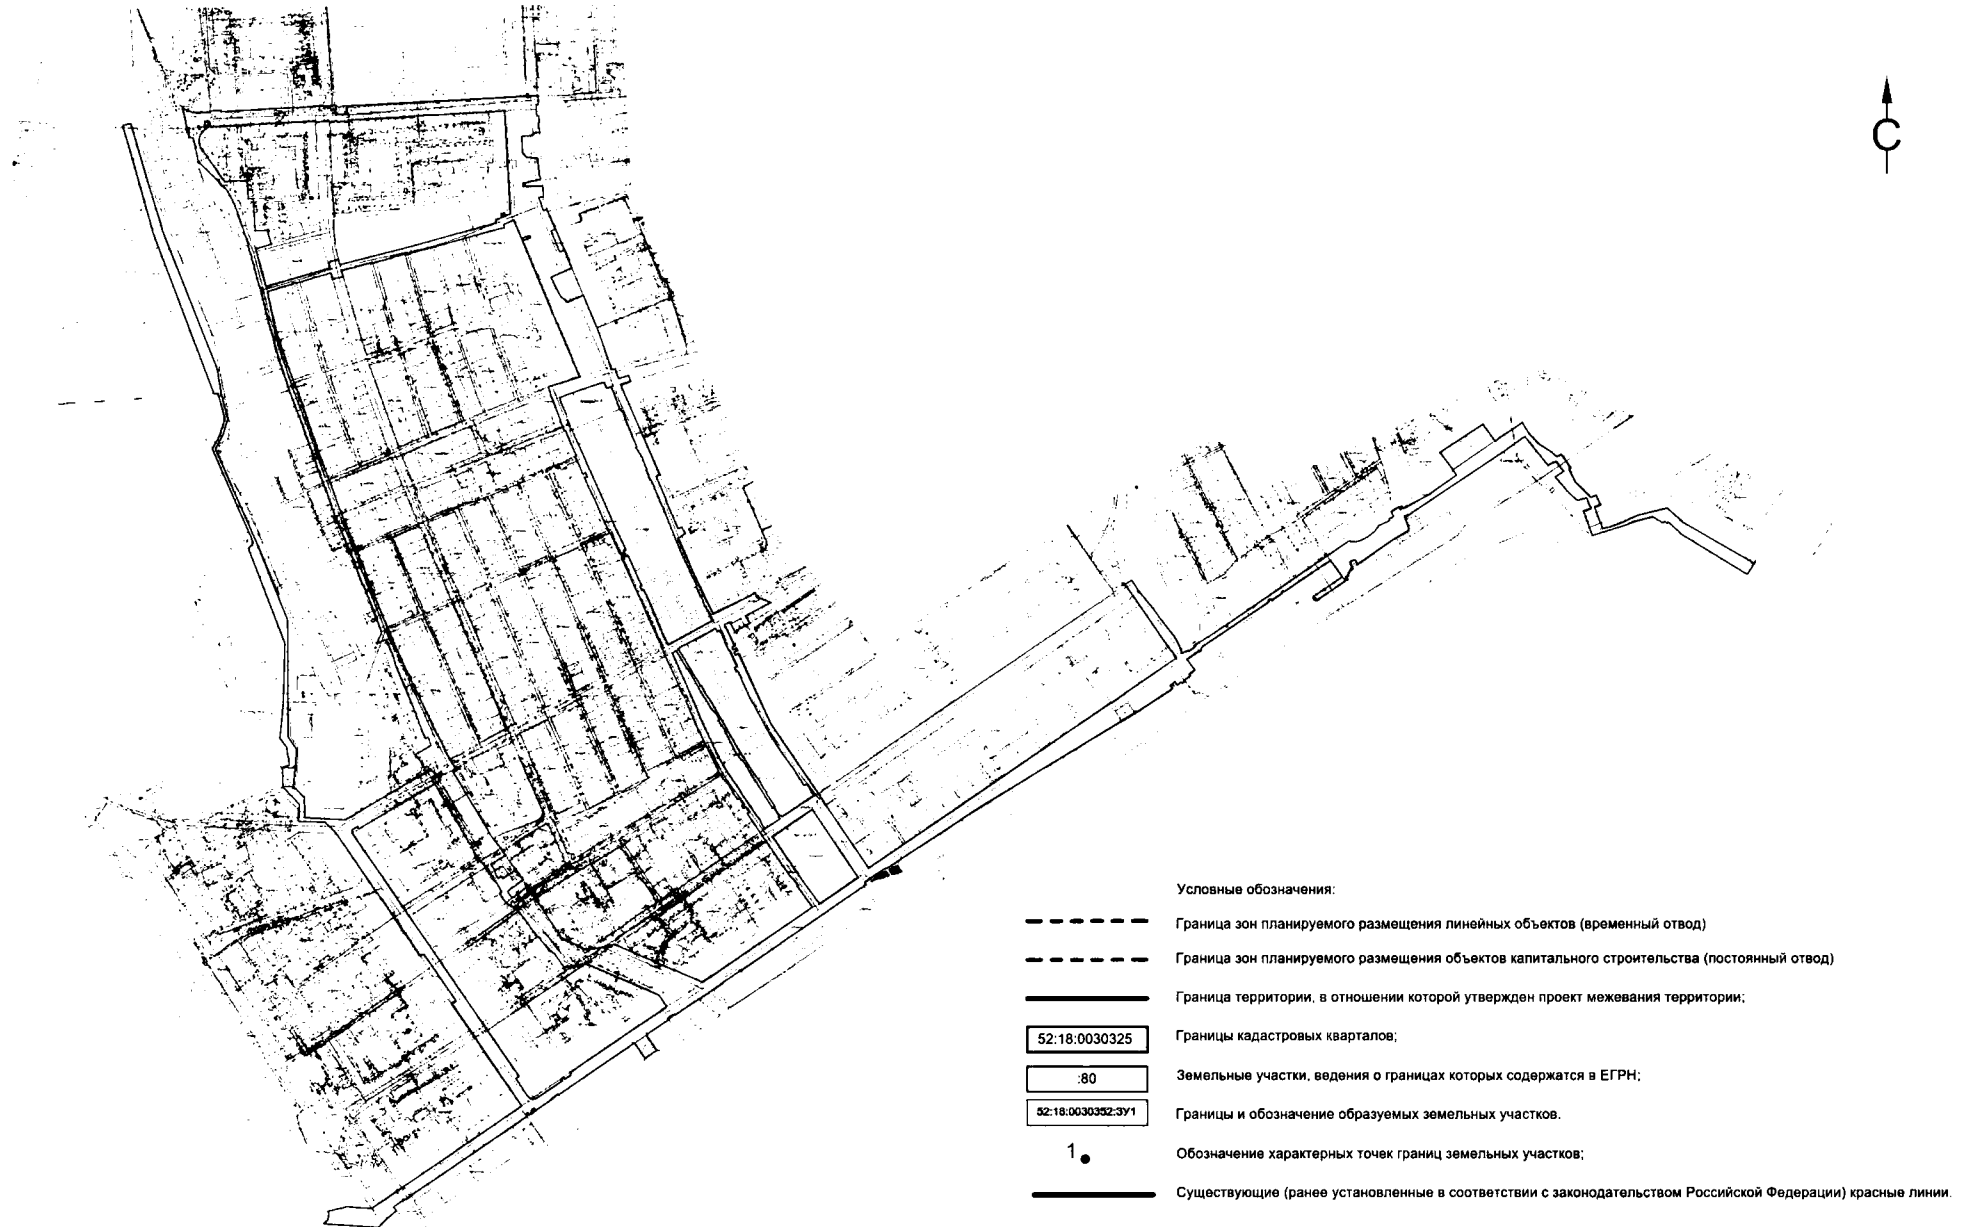 С
Условные обозначения:
Граница зон планируемого размещения линейных объектов (временный отвод)
Граница зон планируемого размещения объектов капитального строительства (постоянный отвод)
Граница территории, в отношении которой утвержден проект межевания территории;
52:18:0030325 Границы кадастровых кварталов;
:80 Земельные участки, ведения о границах которых содержатся в ЕГРН;
52:18:0030352:ЗУ1 Границы и обозначение образуемых земельных участков.
1 Обозначение характерных точек границ земельных участков;
Существующие (ранее установленные в соответствии с законодательством Российской Федерации) красные линии.